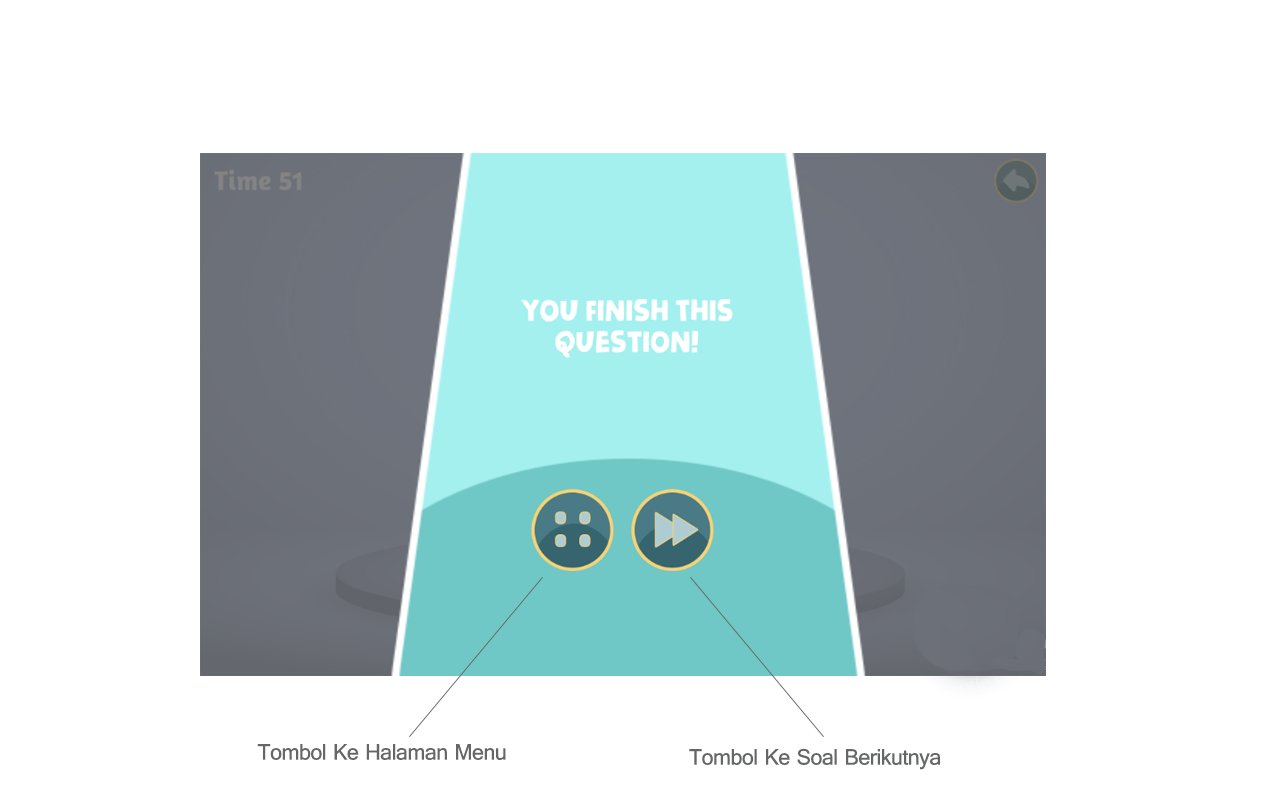 Time 51
YOU FINISH THIS
QUESTION!
Tombol Ke Halaman Menu
Tombol Ke Soal Berikutnya